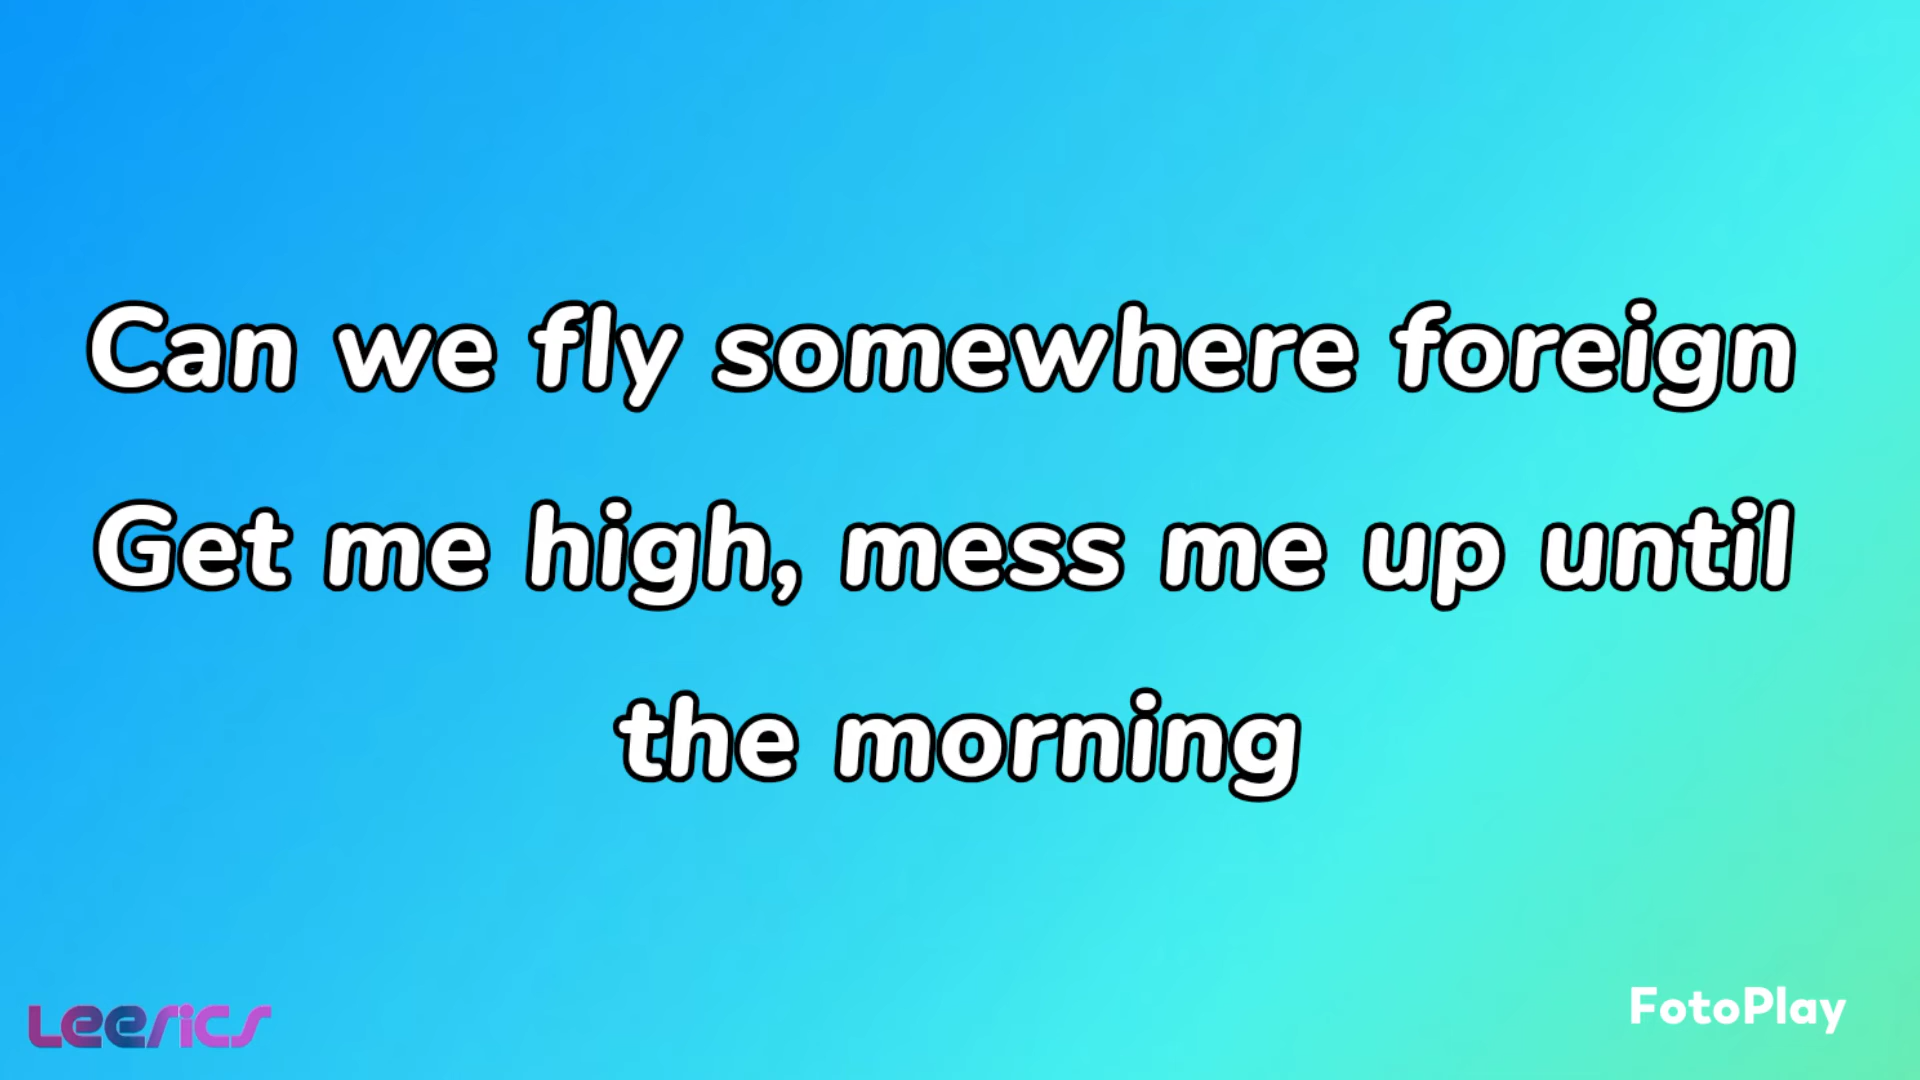 Can we fly somewhere foreign
Get me high, mess me up until
the morning
Leerics
FotoPlay